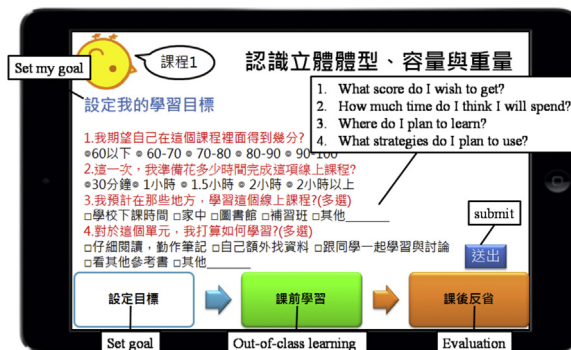 課程1
認識立體體型、容量與重量
Set my goal
設定我的學習目標
1. What score do I wish to get?
2. How much time do I think I will spend?
3. Where do I plan to learn?
4. What strategies do I plan to use?
1.我期望自己在這個課程裡面得到幾分?
60以下 60-70 70-80 80-90 90-100
2.這一次，我準備花多少時間完成這項線上課程?
30分鐘 1小時 1.5小時 2小時 2小時以上
3.我預計在那些地方，學習這個線上課程?(多選)
□學校下課時間 □家中 □圖書館 □補習班 □其他______
4.對於這個單元，我打算如何學習?(多選)
□仔細閱讀，勤作筆記 □自己額外找資料 □跟同學一起學習與討論
□看其他參考書 □其他______
submit
送出
設定目標
課前學習
課後反省
Set goal
Out-of-class learning
Evaluation